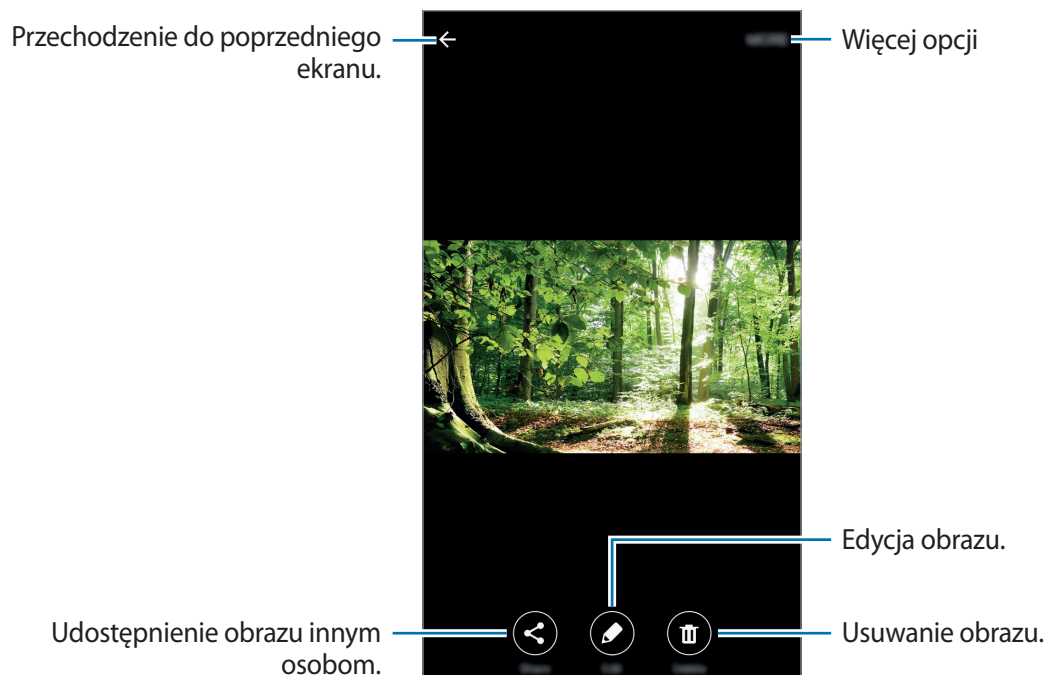 Przechodzenie do poprzedniego
ekranu.
Więcej opcji
Edycja obrazu.
Udostępnienie obrazu innym
osobom.
Usuwanie obrazu.